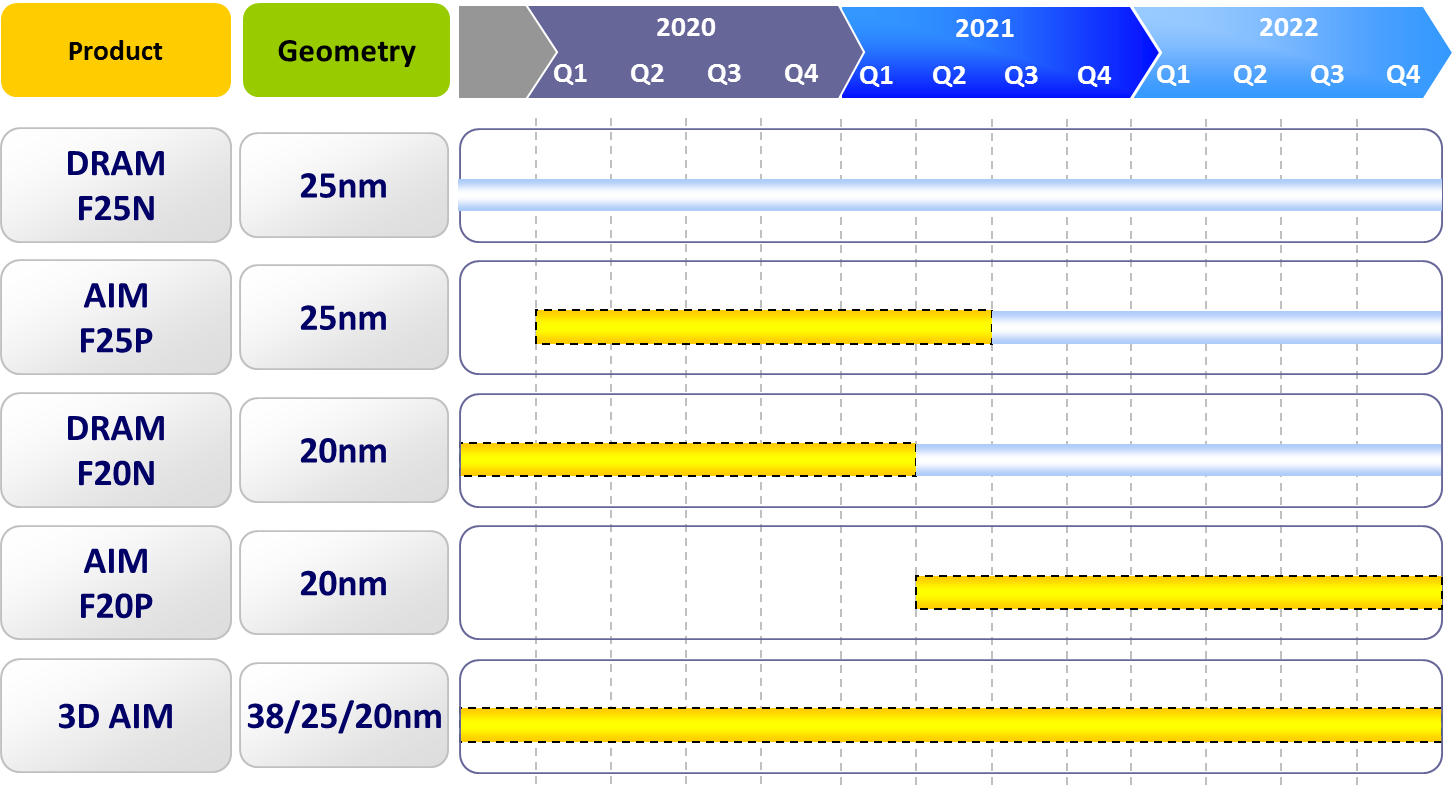 Product
Geometry
2020
2021
2022
Q1 Q2 Q3 Q4
Q1 Q2 Q3 Q4
Q1 Q2 Q3 Q4
DRAM
F25N
25nm
AIM
F25P
25nm
DRAM
F20N
20nm
AIM
F20P
20nm
3D AIM
38/25/20nm